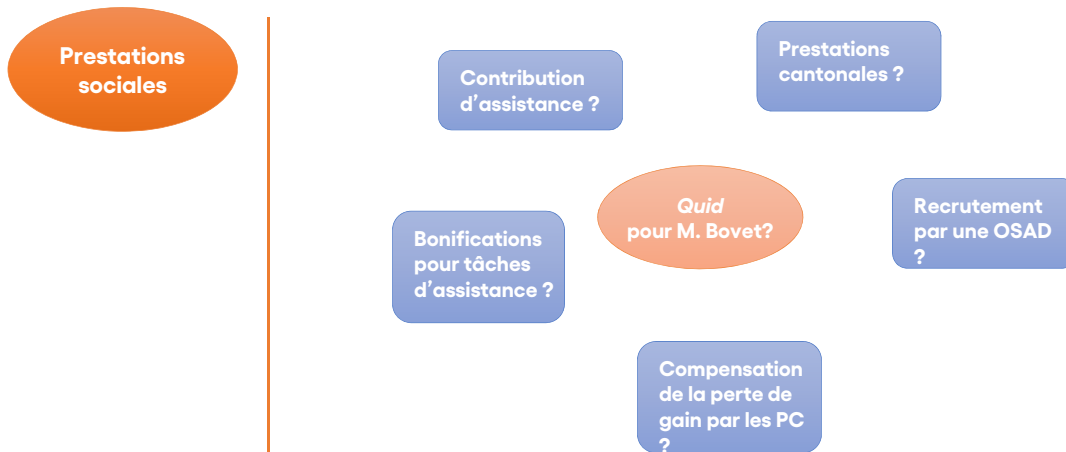 Prestations
sociales
Contribution
d’assistance ?
Prestations
cantonales ?
Quid
pour M. Bovet?
Recrutement
par une OSAD
?
Bonifications
pour tâches
d’assistance ?
Compensation
de la perte de
gain par les PC
?